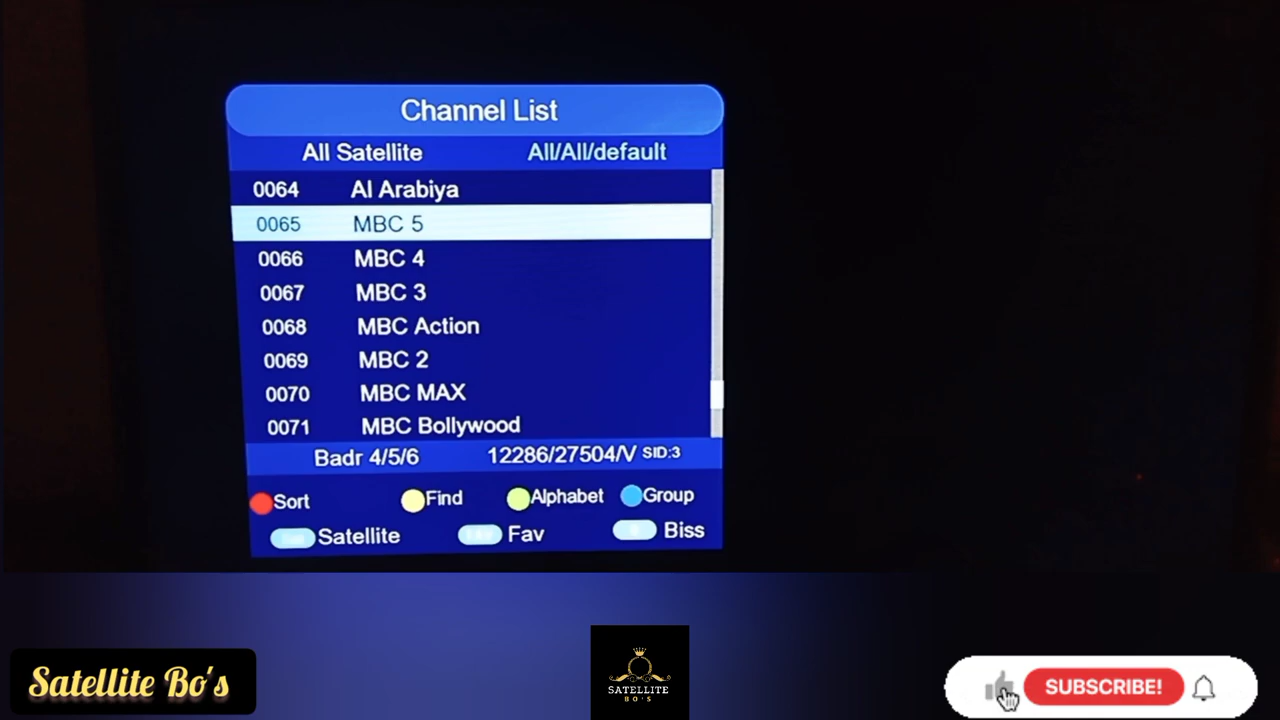 Channel List
All Satellite All/All/default
0064 Al Arabiya
0065 MBC 5
0066 MBC 4
0067 MBC 3
0068 MBC Action
0069 MBC 2
0070 MBC MAX
0071 MBC Bollywood
Badr 4/5/6 12286/27504/V SID:3
Sort Find Alphabet Group
Satellite Fav Biss
Satellite Bo's
SATELLITE
BO'S
SUBSCRIBE!